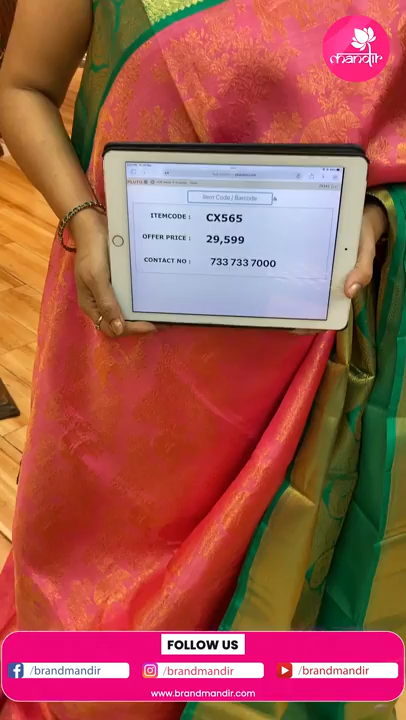 mandir
Item Code / Barcode
ITEMCODE : CX565
OFFER PRICE : 29,599
CONTACT NO : 733 733 7000
FOLLOW US
/brandmandir /brandmandir /brandmandir
www.brandmandir.com